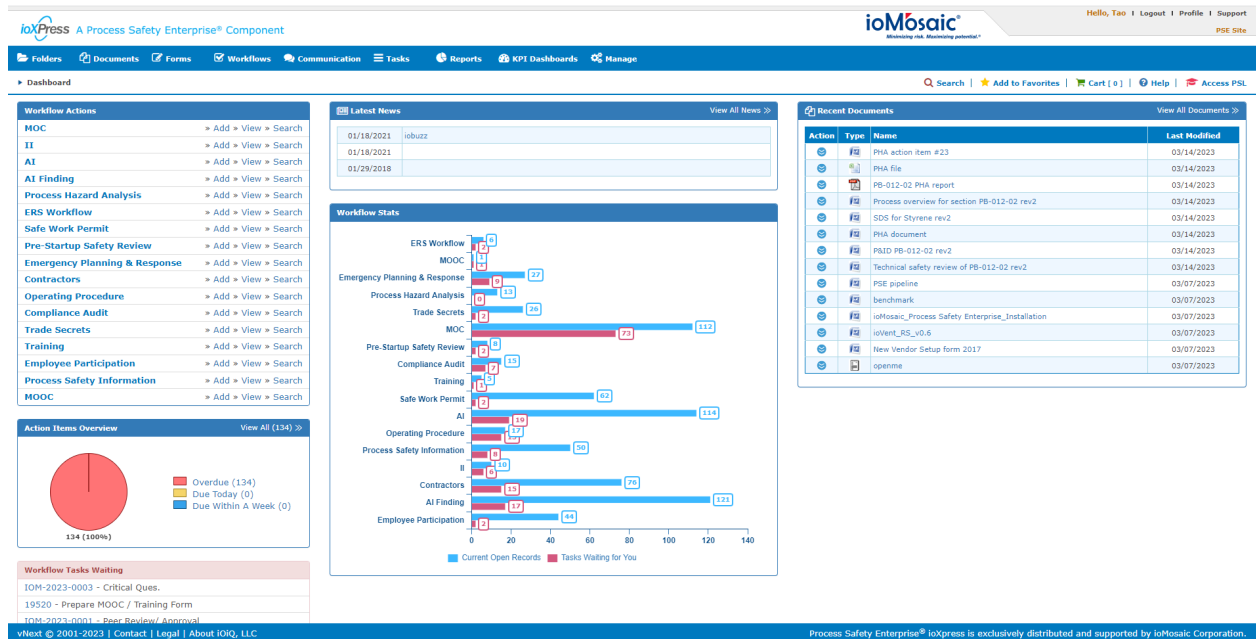 ioXPress A Process Safety Enterprise® Component
ioMosaic®
Minimizing risk. Maximizing potential.®
Hello, Tao | Logout | Profile | Support
PSE Site
Folders Documents Forms Workflows Communication Tasks Reports KPI Dashboards Manage
Dashboard
Search | Add to Favorites | Cart [ 0 ] | Help | Access PSL
Workflow Actions
MOC » Add » View » Search
II » Add » View » Search
AI » Add » View » Search
AI Finding » Add » View » Search
Process Hazard Analysis » Add » View » Search
ERS Workflow » Add » View » Search
Safe Work Permit » Add » View » Search
Pre-Startup Safety Review » Add » View » Search
Emergency Planning & Response » Add » View » Search
Contractors » Add » View » Search
Operating Procedure » Add » View » Search
Compliance Audit » Add » View » Search
Trade Secrets » Add » View » Search
Training » Add » View » Search
Employee Participation » Add » View » Search
Process Safety Information » Add » View » Search
MOOC » Add » View » Search
Action Items Overview View All (134) »
Overdue (134)
Due Today (0)
Due Within A Week (0)
134 (100%)
Workflow Tasks Waiting
IOM-2023-0003 - Critical Ques.
19520 - Prepare MOOC / Training Form
IOM-2023-0001 - Peer Review/ Approval
Latest News View All News »
01/18/2021 iobuzz
01/18/2021
01/29/2018
Workflow Stats
ERS Workflow 6 2
MOOC 1 1
Emergency Planning & Response 27 9
Process Hazard Analysis 13 0
Trade Secrets 26 2
MOC 112 73
Pre-Startup Safety Review 8 2
Compliance Audit 15 7
Training 5 1
Safe Work Permit 62 2
AI 114 19
Operating Procedure 17 15
Process Safety Information 50 8
II 10 6
Contractors 76 15
AI Finding 121 17
Employee Participation 44 2
0 20 40 60 80 100 120 140
Current Open Records Tasks Waiting for You
Recent Documents View All Documents »
Action Type Name Last Modified
PHA action item #23 03/14/2023
PHA file 03/14/2023
PB-012-02 PHA report 03/14/2023
Process overview for section PB-012-02 rev2 03/14/2023
SDS for Styrene rev2 03/14/2023
PHA document 03/14/2023
P&ID PB-012-02 rev2 03/14/2023
Technical safety review of PB-012-02 rev2 03/14/2023
PSE pipeline 03/07/2023
benchmark 03/07/2023
ioMosaic_Process Safety Enterprise_Installation 03/07/2023
ioVent_RS_v0.6 03/07/2023
New Vendor Setup form 2017 03/07/2023
openme 03/07/2023
vNext © 2001-2023 | Contact | Legal | About iOiQ, LLC
Process Safety Enterprise® ioXpress is exclusively distributed and supported by ioMosaic Corporation.